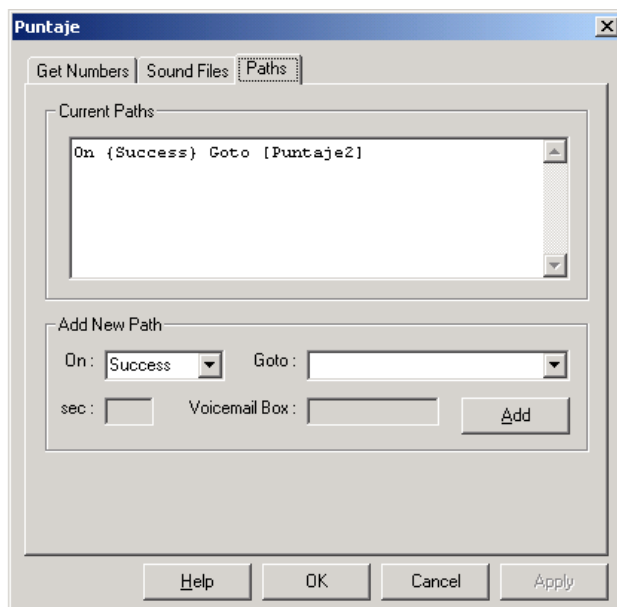 Puntaje
Get Numbers Sound Files Paths
Current Paths
On {Success} Goto [Puntaje2]
Add New Path
On : Success Goto :
sec : Voicemail Box : Add
Help OK Cancel Apply